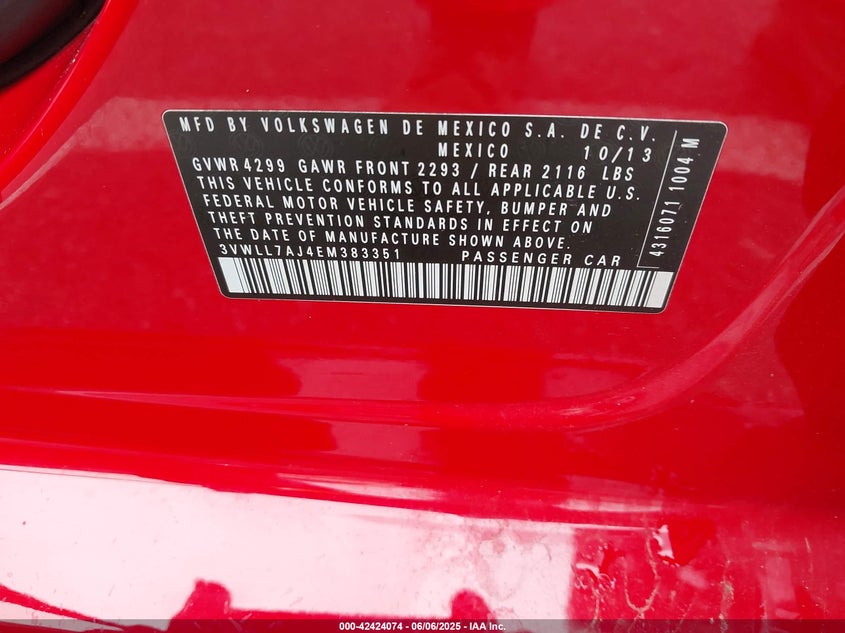 MFD BY VOLKSWAGEN DE MEXICO S.A. DE C.V.
MEXICO 10/13
GVWR 4299 GAWR FRONT 2293 / REAR 2116 LBS
THIS VEHICLE CONFORMS TO ALL APPLICABLE U.S.
FEDERAL MOTOR VEHICLE SAFETY, BUMPER AND
THEFT PREVENTION STANDARDS IN EFFECT ON
THE DATE OF MANUFACTURE SHOWN ABOVE.
3VWLL7AJ4EM383351 PASSENGER CAR
4316071 1004 M
000-42424074 - 06/06/2025 - IAA Inc.